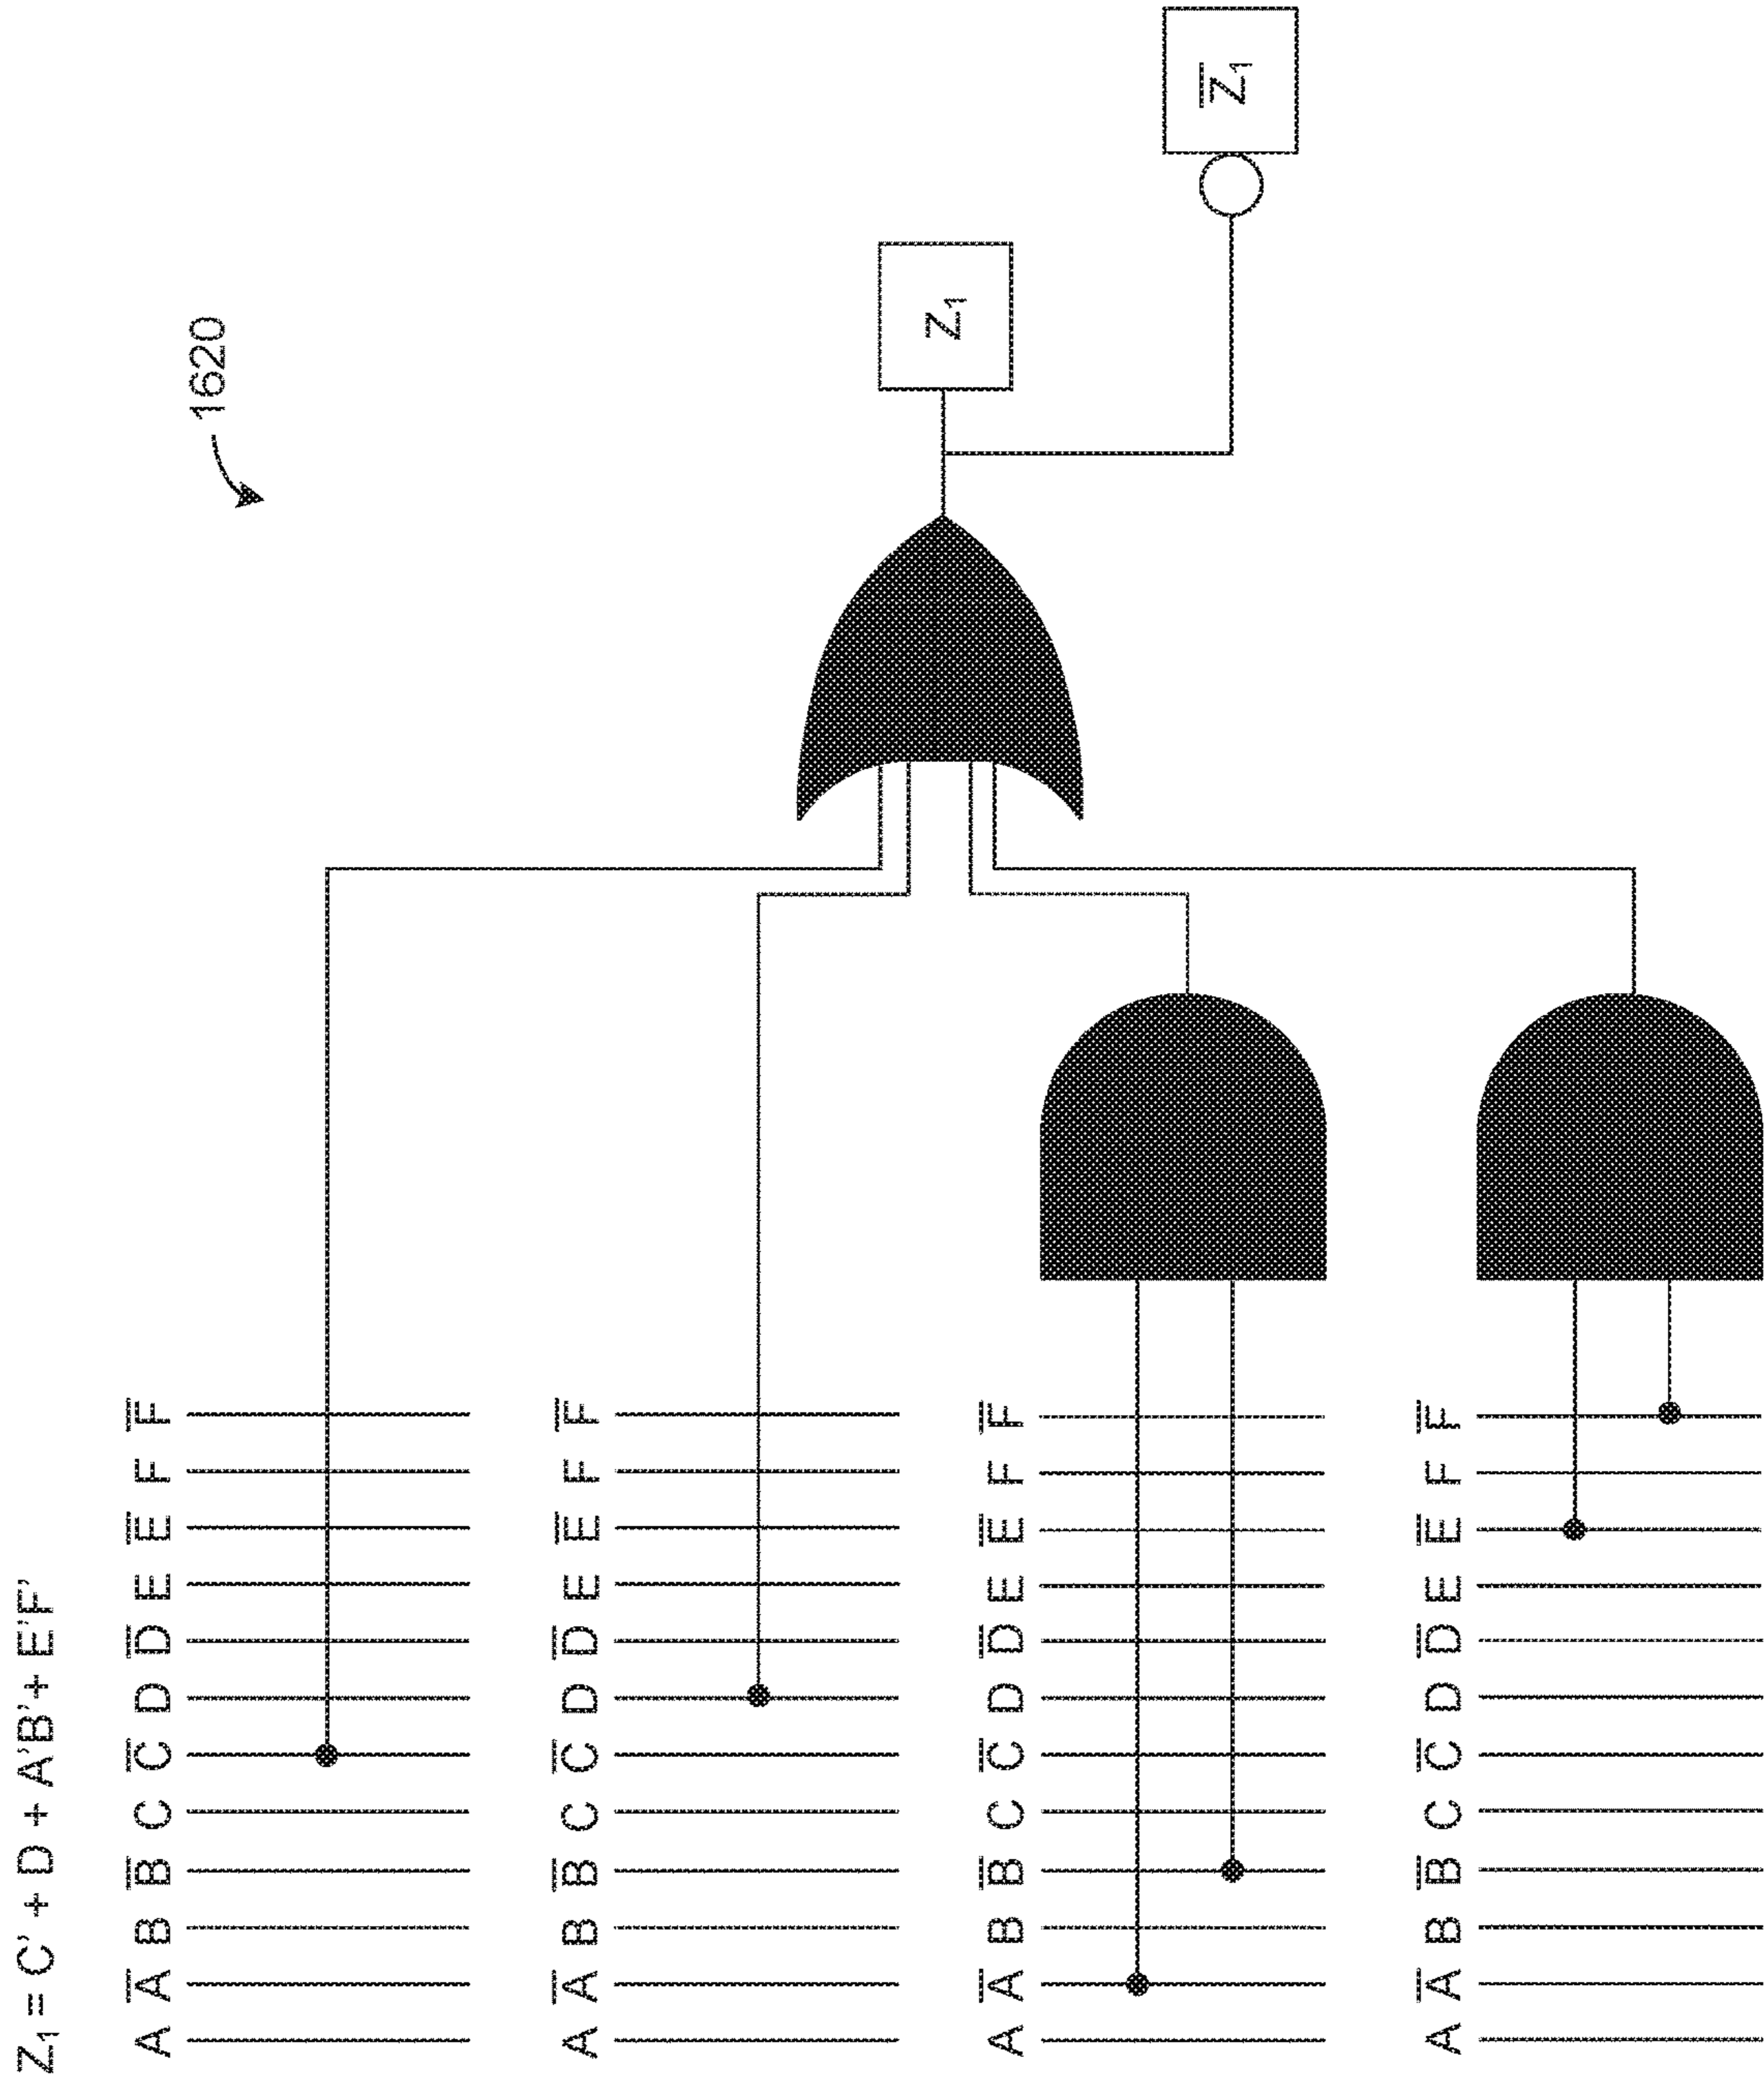 Z₁ = C' + D + A'B' + E'F'
1620
A A̅ B B̅ C C̅ D D̅ E E̅ F F̅
A A̅ B B̅ C C̅ D D̅ E E̅ F F̅
Z₁
A A̅ B B̅ C C̅ D D̅ E E̅ F F̅
Z̅₁
A A̅ B B̅ C C̅ D D̅ E E̅ F F̅